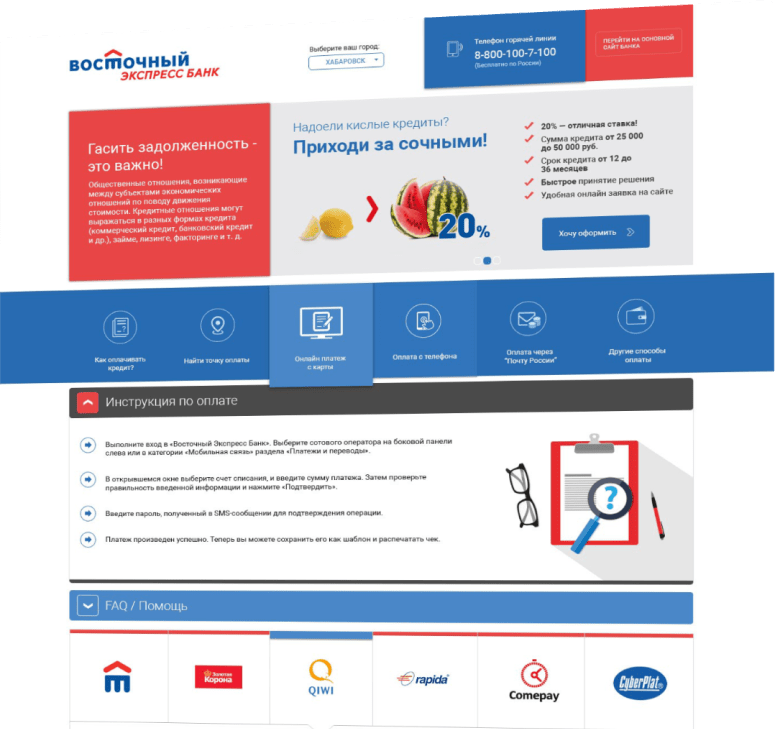 восточный
ЭКСПРЕСС БАНК
Выберите ваш город:
ХАБАРОВСК
Телефон горячей линии
8-800-100-7-100
(Бесплатно по России)
ПЕРЕЙТИ НА ОСНОВНОЙ
САЙТ БАНКА
Гасить задолженность -
это важно!
Общественные отношения, возникающие
между субъектами экономических
отношений по поводу движения
стоимости. Кредитные отношения могут
выражаться в разных формах кредита
(коммерческий кредит, банковский кредит
и др.), займе, лизинге, факторинге и т. д.
Надоели кислые кредиты?
Приходи за сочными!
20%
20% — отличная ставка!
Сумма кредита от 25 000
до 50 000 руб.
Срок кредита от 12 до
36 месяцев
Быстрое принятие решения
Удобная онлайн заявка на сайте
Хочу оформить
Как оплачивать
кредит?
Найти точку оплаты
Онлайн платеж
с карты
Оплата с телефона
Оплата через
"Почту России"
Другие способы
оплаты
Инструкция по оплате
Выполните вход в «Восточный Экспресс Банк». Выберите сотового оператора на боковой панели
слева или в категории «Мобильная связь» раздела «Платежи и переводы».
В открывшемся окне выберите счет списания, и введите сумму платежа. Затем проверьте
правильность введенной информации и нажмите «Подтвердить».
Введите пароль, полученный в SMS-сообщении для подтверждения операции.
Платеж произведен успешно. Теперь вы можете сохранить его как шаблон и распечатать чек.
?
FAQ / Помощь
Золотая
Корона
QIWI
rapida
Comepay
CyberPlat